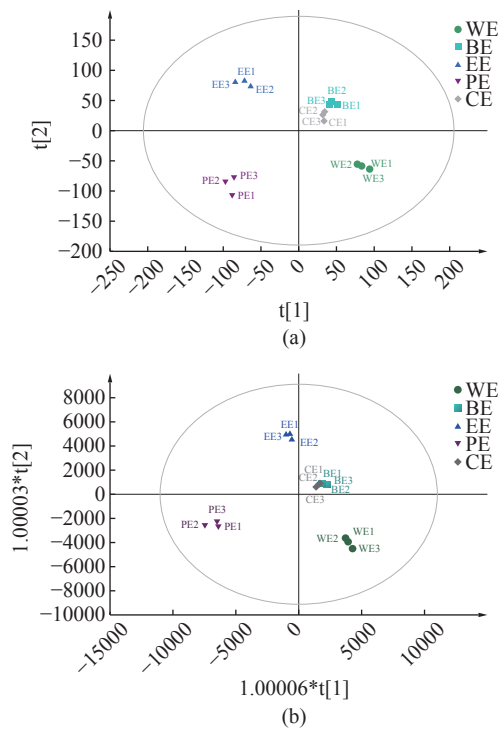 150
100
50
0
−50
−100
−150
−200
t[2]
EE1
EE3
EE2
BE2
BE3
BE1
CE2
CE3 CE1
WE2 WE1
WE3
PE3
PE2
PE1
WE
BE
EE
PE
CE
−250
−200
−150
−100
−50
0
50
100
150
200
t[1]
(a)
8000
6000
4000
2000
0
−2000
−4000
−6000
−8000
−10000
1.00003*t[2]
EE1
EE3
EE2
CE1
BE1
CE2
BE3
BE2
CE3
PE3
PE2
PE1
WE1
WE2
WE3
WE
BE
EE
PE
CE
−15000
−10000
−5000
0
5000
10000
1.00006*t[1]
(b)